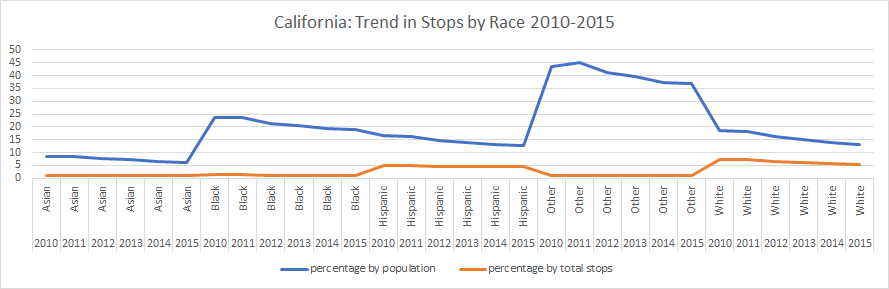 California: Trend in Stops by Race 2010-2015
50
45
40
35
30
25
20
15
10
5
0
Asian Asian Asian Asian Asian Asian Black Black Black Black Black Black Hispanic Hispanic Hispanic Hispanic Hispanic Hispanic Other Other Other Other Other Other White White White White White White
2010 2011 2012 2013 2014 2015 2010 2011 2012 2013 2014 2015 2010 2011 2012 2013 2014 2015 2010 2011 2012 2013 2014 2015 2010 2011 2012 2013 2014 2015
percentage by population percentage by total stops